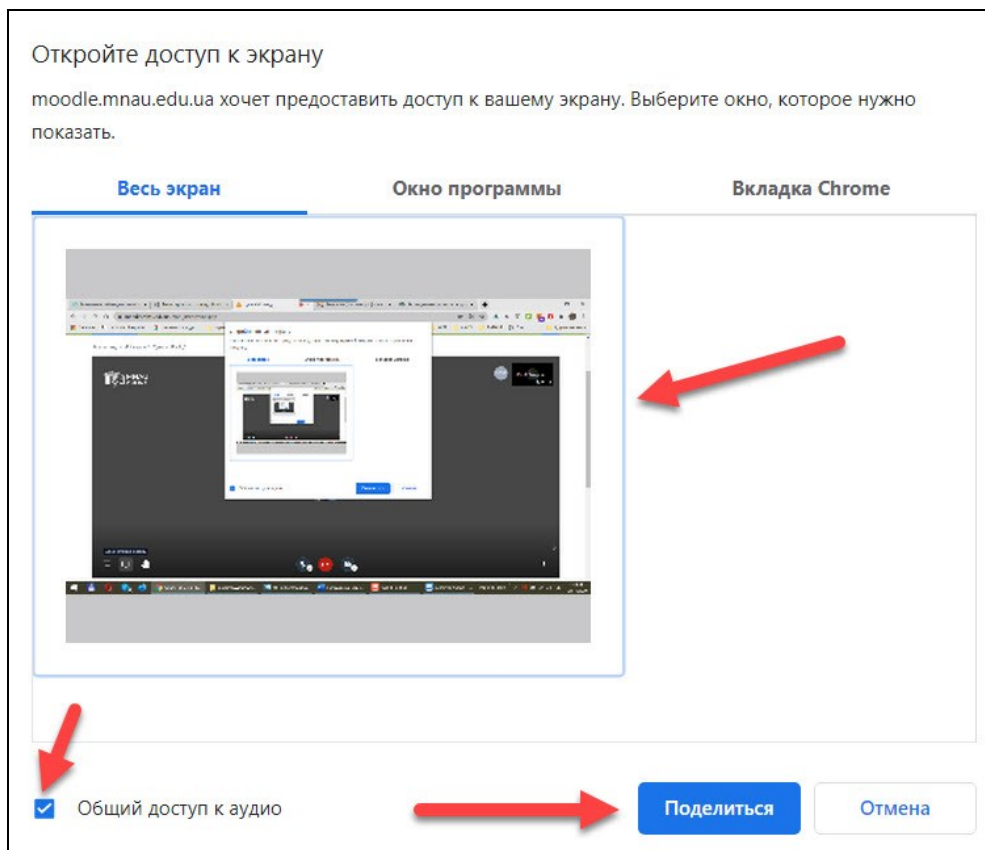 Откройте доступ к экрану
moodle.mnau.edu.ua хочет предоставить доступ к вашему экрану. Выберите окно, которое нужно
показать.
Весь экран
Окно программы
Вкладка Chrome
Общий доступ к аудио
Поделиться
Отмена